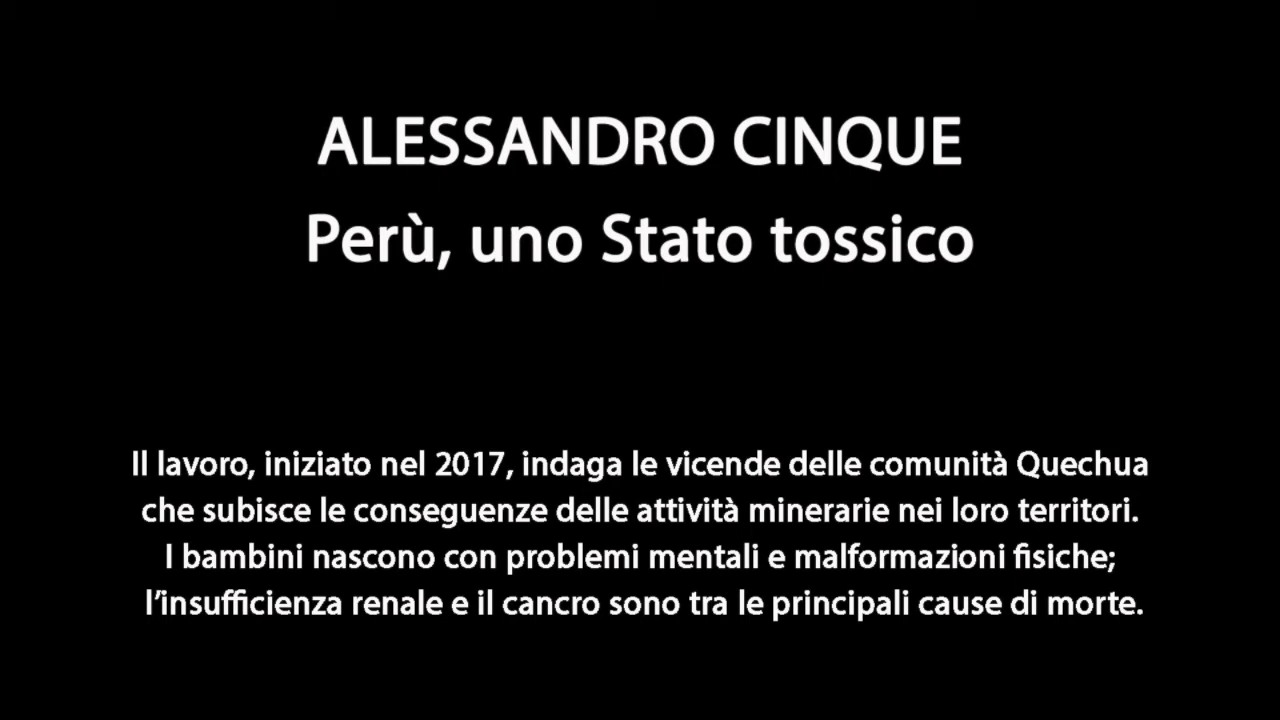 ALESSANDRO CINQUE
Perù, uno Stato tossico
Il lavoro, iniziato nel 2017, indaga le vicende delle comunità Quechua
che subisce le conseguenze delle attività minerarie nei loro territori.
I bambini nascono con problemi mentali e malformazioni fisiche;
l’insufficienza renale e il cancro sono tra le principali cause di morte.